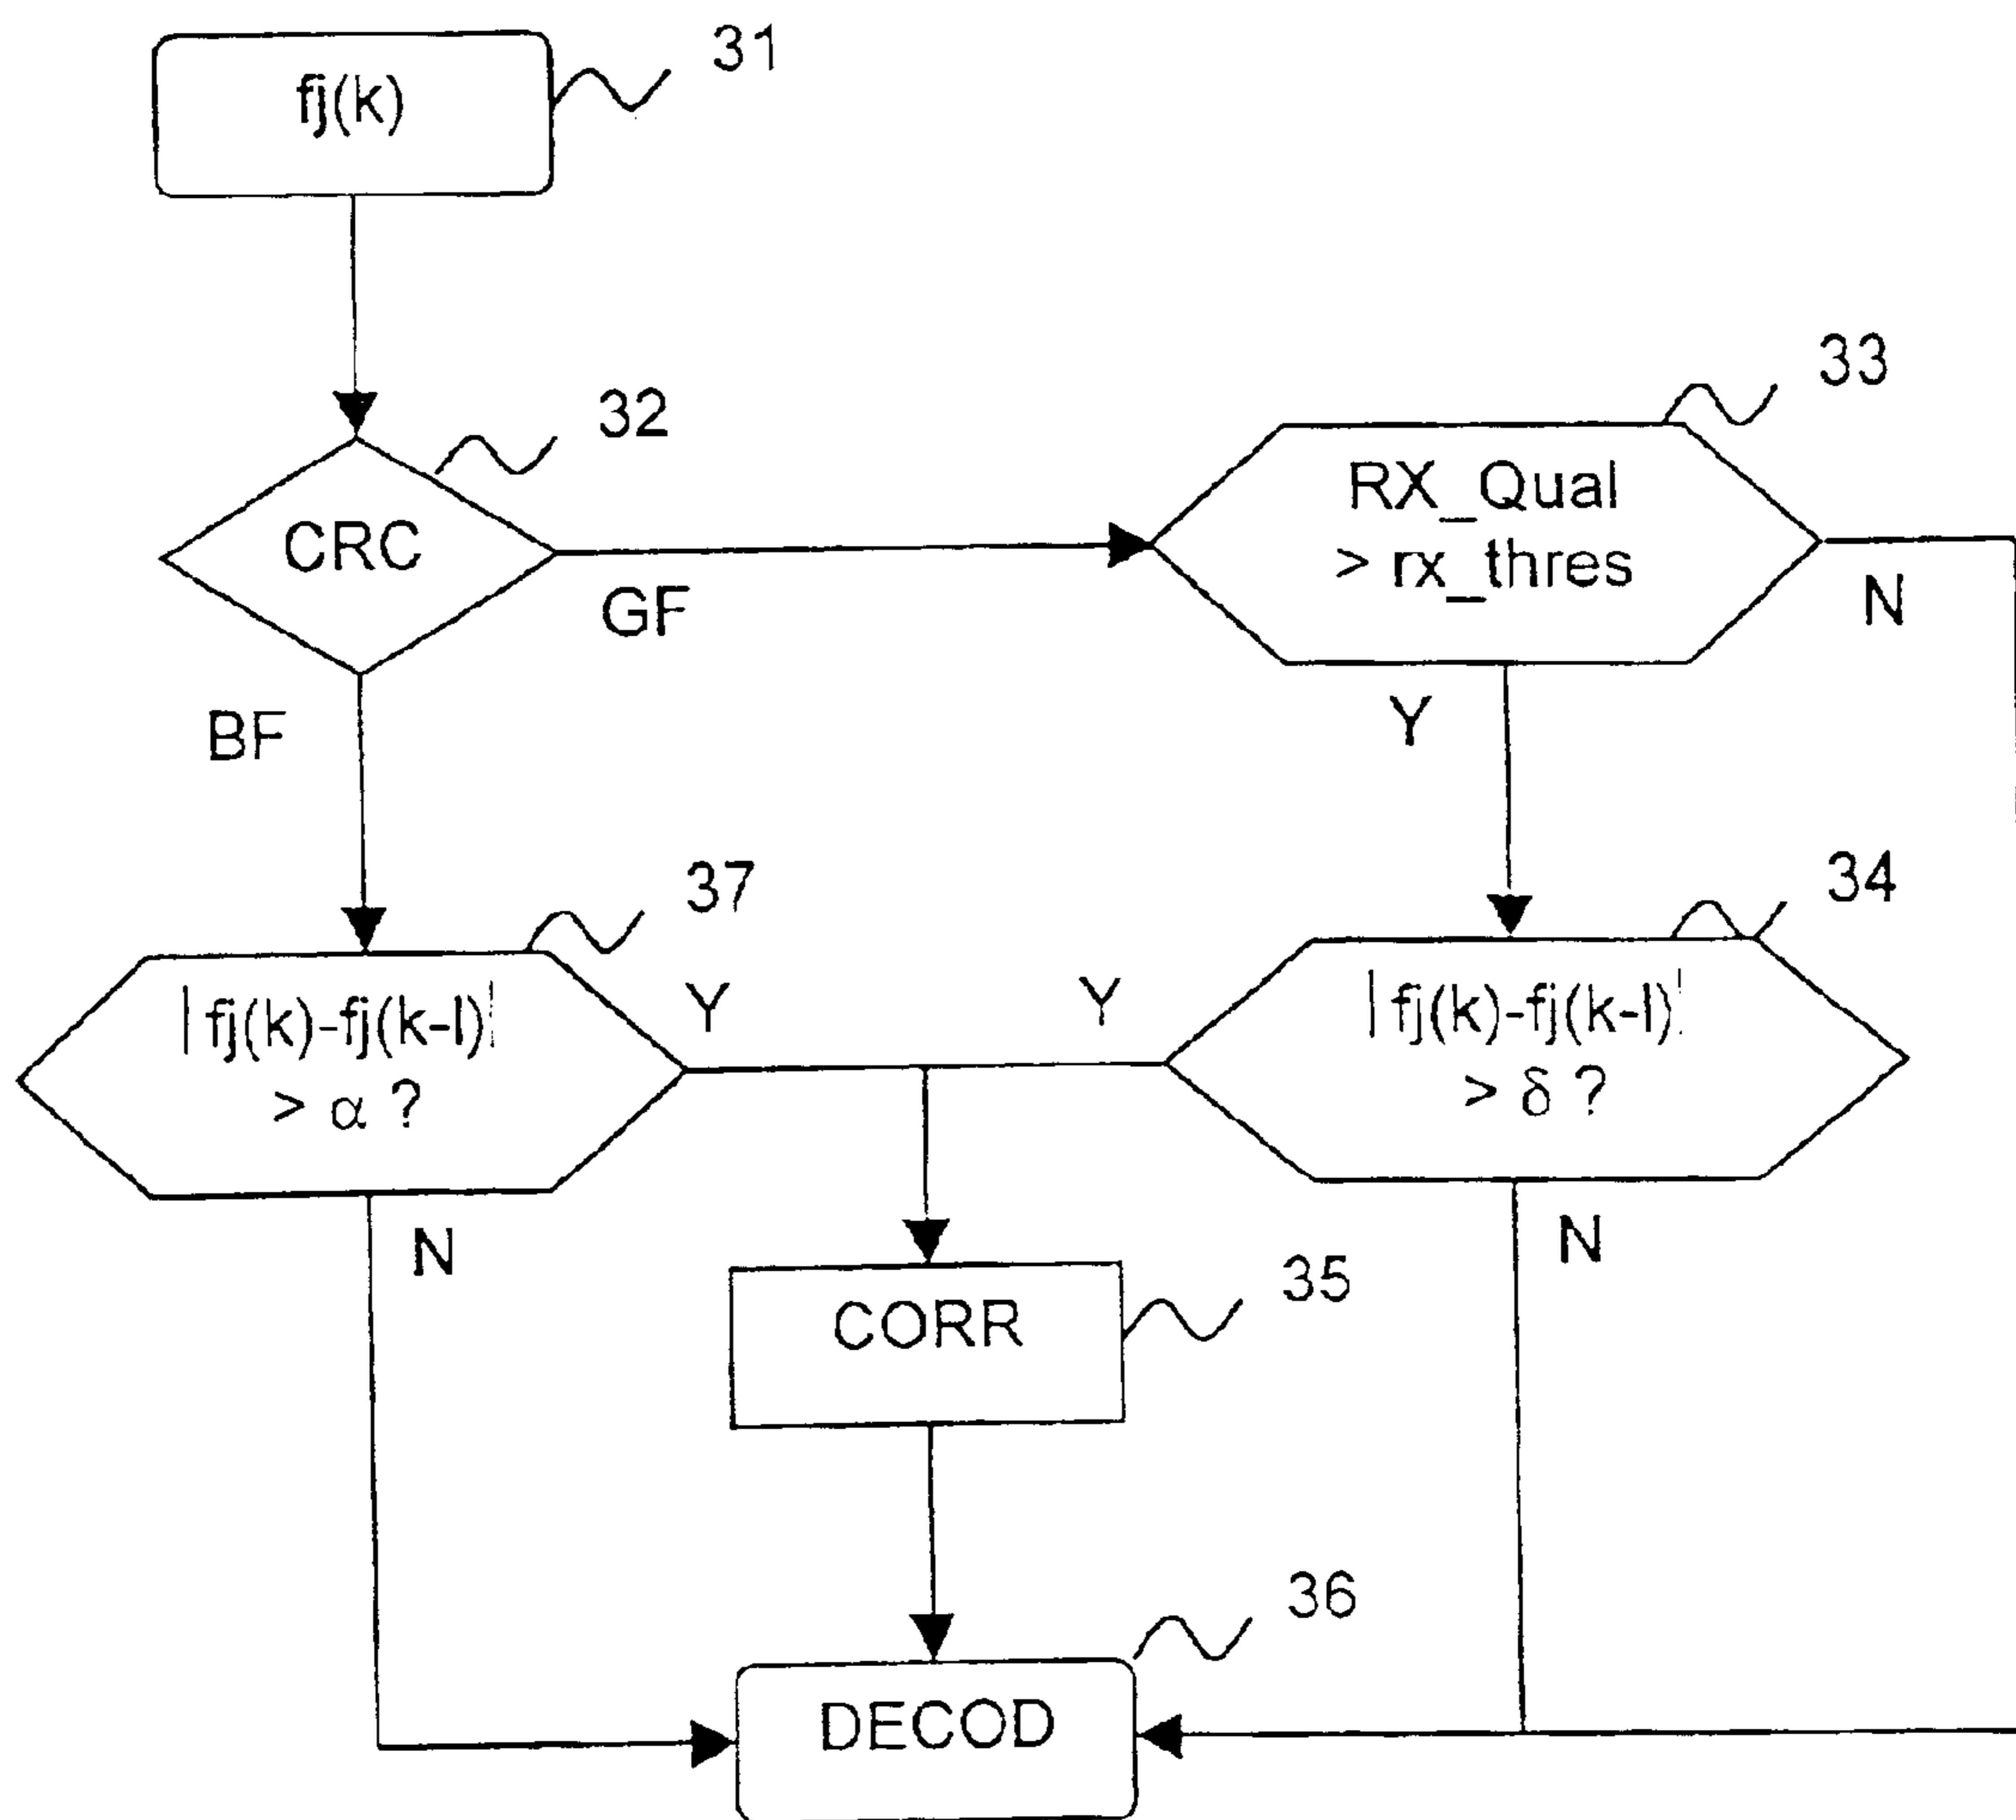 fj(k)
31
32
CRC
GF
BF
33
RX_Qual
> rx_thres
N
Y
37
|fj(k)-fj(k-l)|
> α ?
Y
N
34
|fj(k)-fj(k-l)|
> δ ?
Y
N
35
CORR
36
DECOD